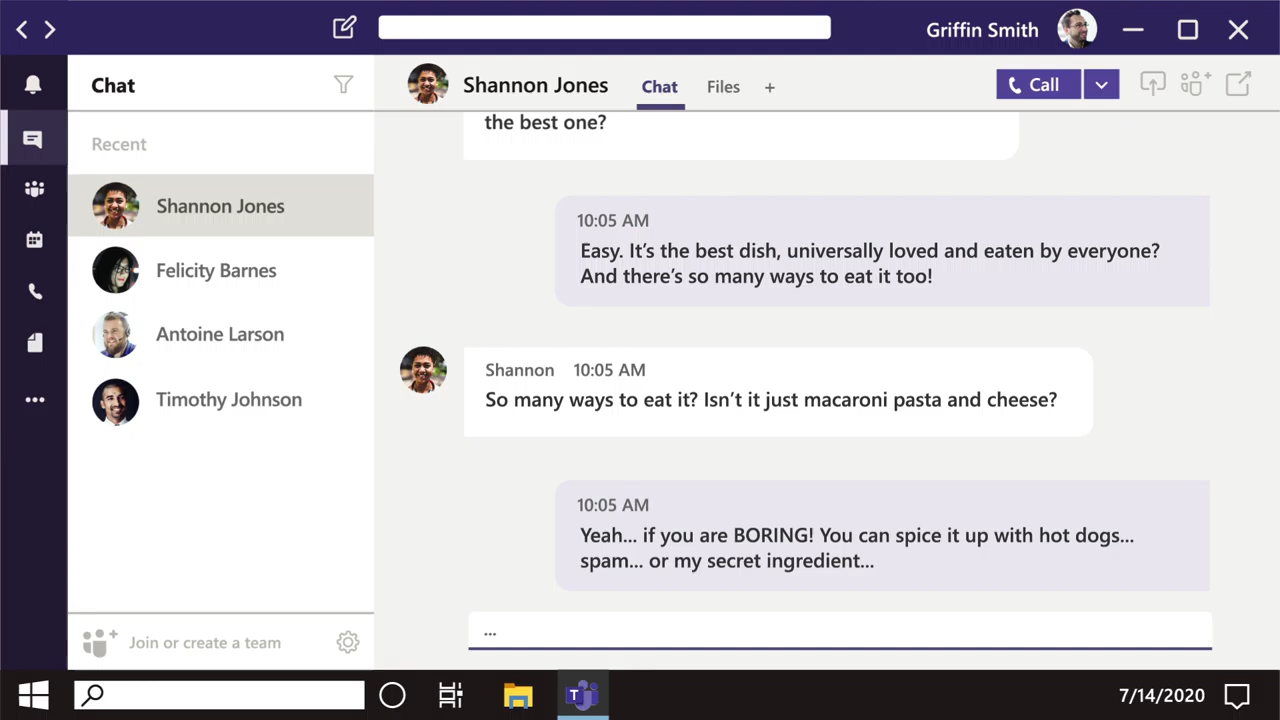 Griffin Smith
Chat
Shannon Jones
Chat
Files
+
Call
Recent
Shannon Jones
Felicity Barnes
Antoine Larson
Timothy Johnson
Join or create a team
the best one?
10:05 AM
Easy. It’s the best dish, universally loved and eaten by everyone?
And there’s so many ways to eat it too!
Shannon 10:05 AM
So many ways to eat it? Isn’t it just macaroni pasta and cheese?
10:05 AM
Yeah... if you are BORING! You can spice it up with hot dogs...
spam... or my secret ingredient...
...
T
7/14/2020